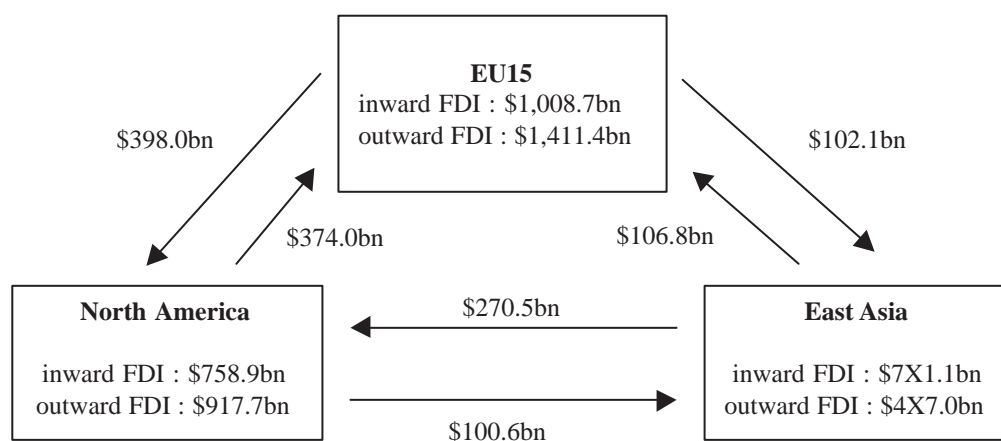 EU15
inward FDI : $1,008.7bn
outward FDI : $1,411.4bn
$398.0bn
$102.1bn
$374.0bn
$106.8bn
North America
inward FDI : $758.9bn
outward FDI : $917.7bn
$270.5bn
$100.6bn
East Asia
inward FDI : $7X1.1bn
outward FDI : $4X7.0bn